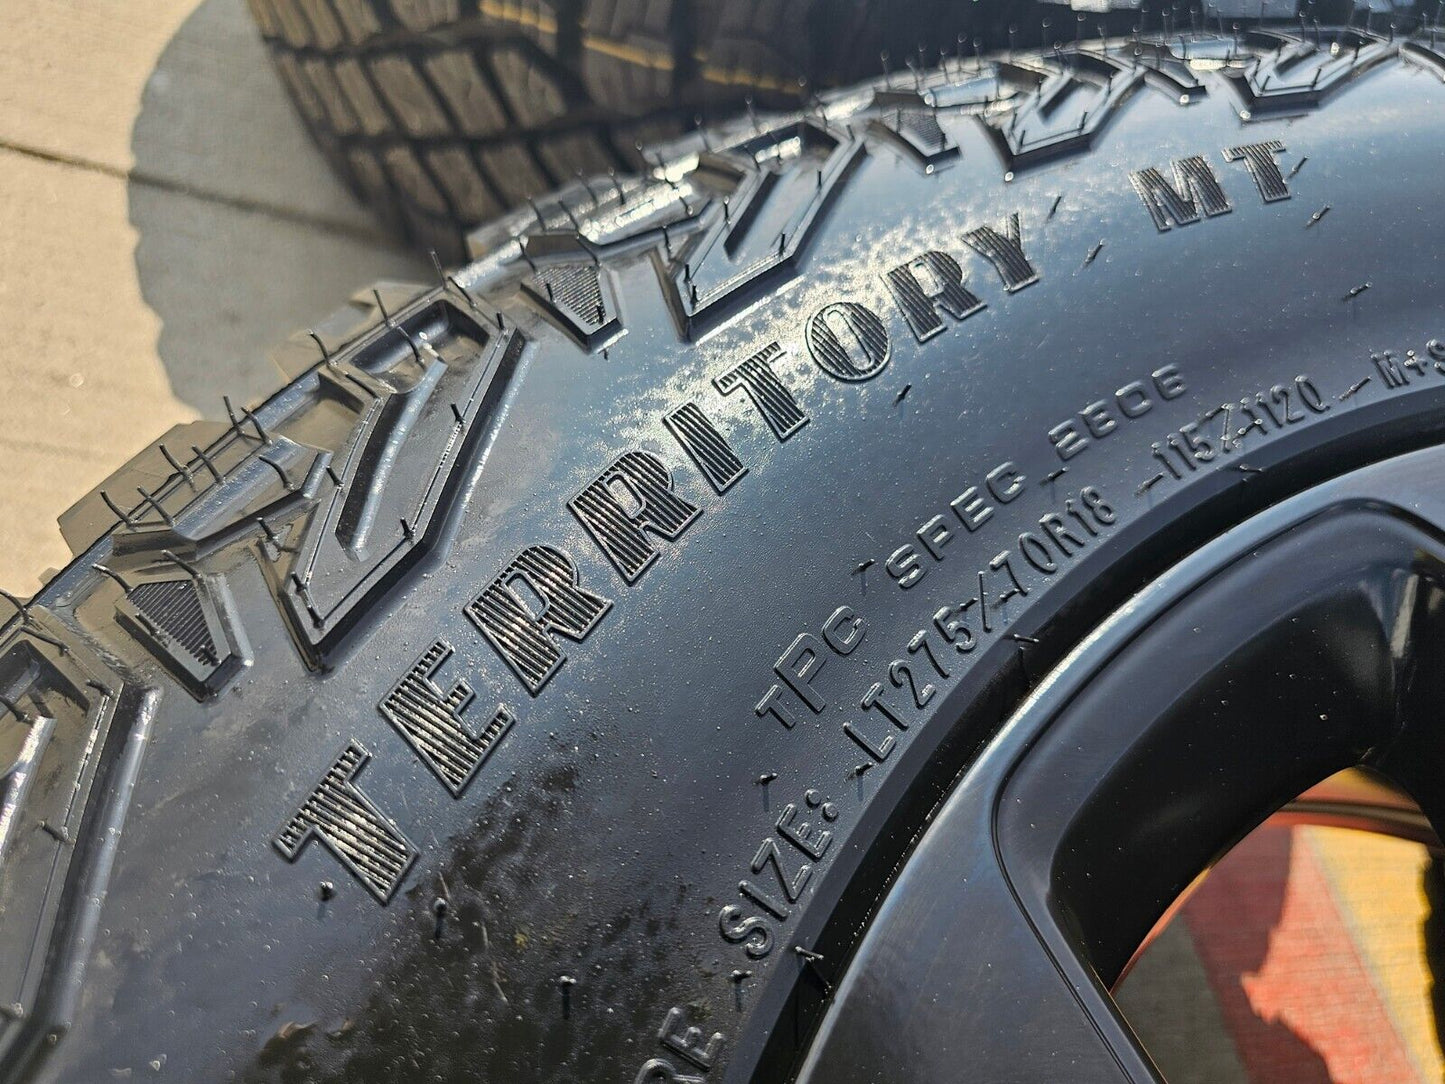 TERRITORY MT
TPC SPEC 2806
SIZE: LT275/70R18 115/112Q M+S